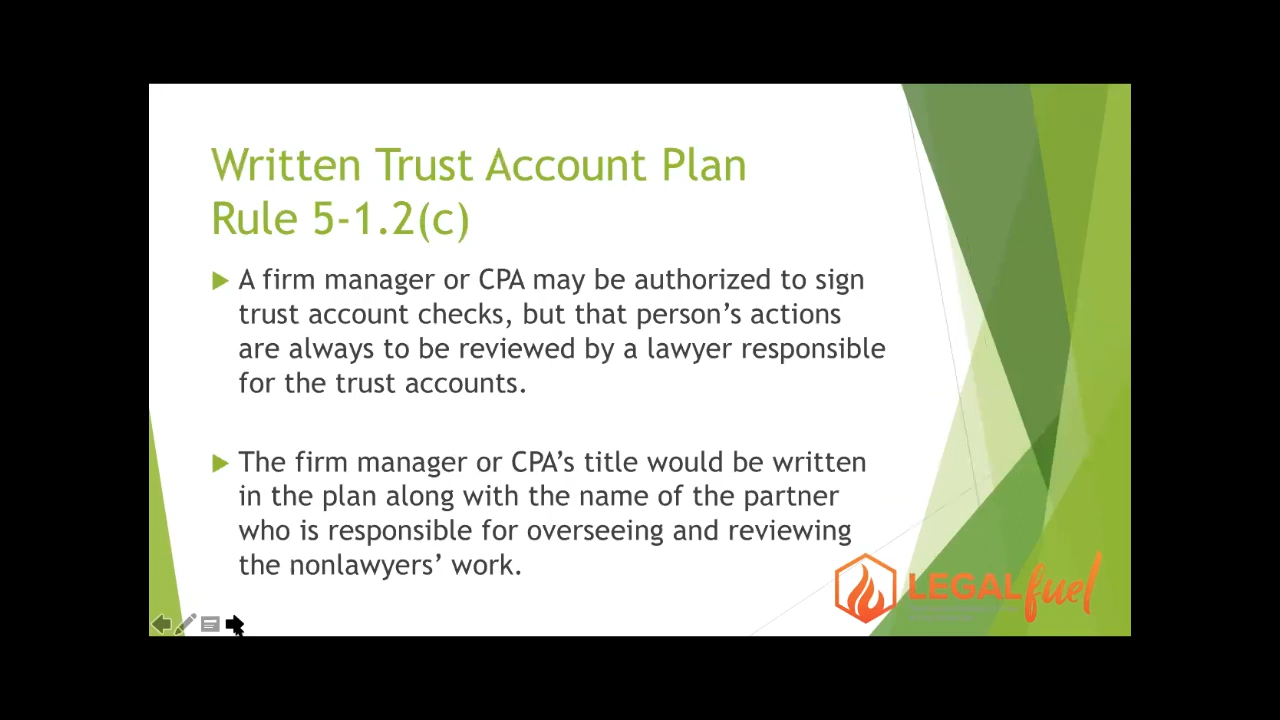 Written Trust Account Plan
Rule 5-1.2(c)
A firm manager or CPA may be authorized to sign
trust account checks, but that person’s actions
are always to be reviewed by a lawyer responsible
for the trust accounts.
The firm manager or CPA’s title would be written
in the plan along with the name of the partner
who is responsible for overseeing and reviewing
the nonlawyers’ work.
LEGALfuel